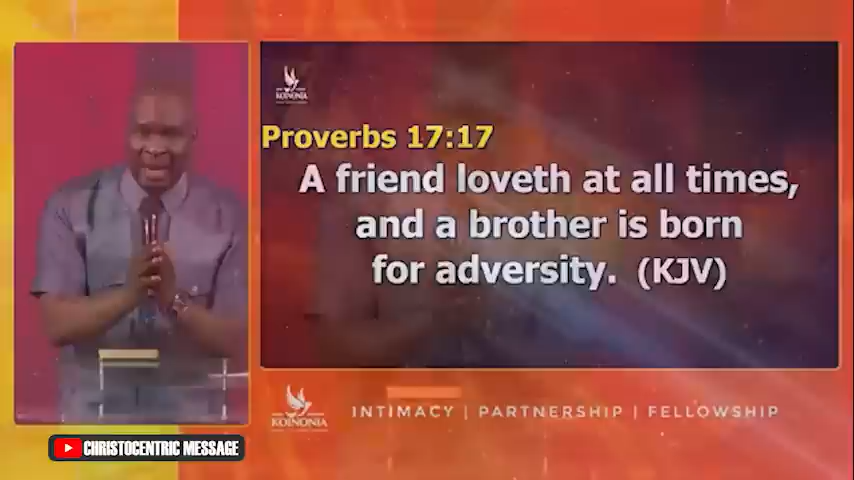 KOINONIA
Proverbs 17:17
A friend loveth at all times,
and a brother is born
for adversity. (KJV)
KOINONIA
INTIMACY | PARTNERSHIP | FELLOWSHIP
CHRISTOCENTRIC MESSAGE